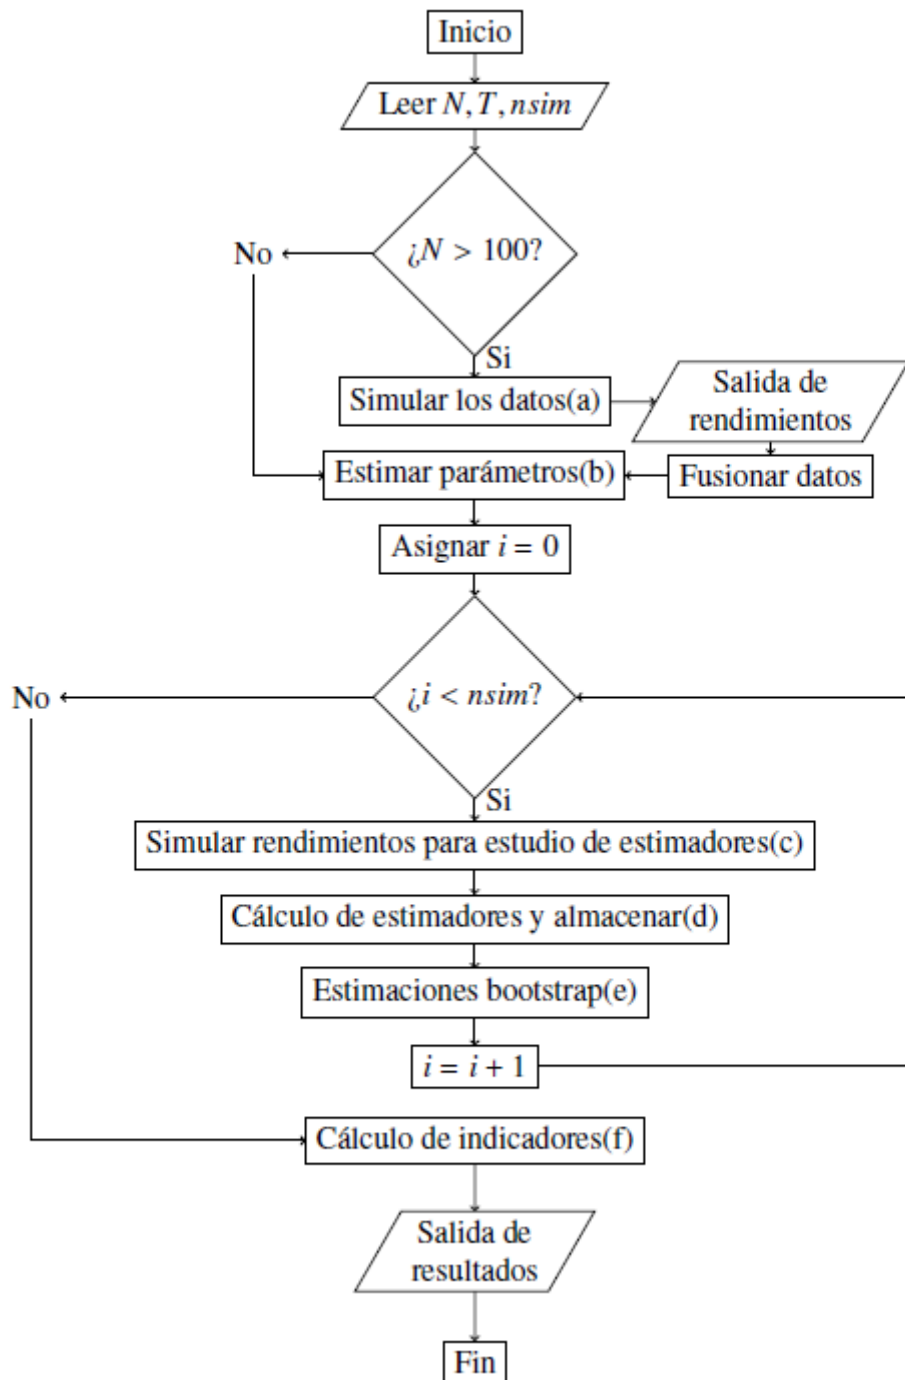 Inicio
Leer N, T, nsim
¿N > 100?
No
Si
Simular los datos(a)
Salida de
rendimientos
Estimar parámetros(b)
Fusionar datos
Asignar i = 0
¿i < nsim?
No
Si
Simular rendimientos para estudio de estimadores(c)
Cálculo de estimadores y almacenar(d)
Estimaciones bootstrap(e)
i = i + 1
Cálculo de indicadores(f)
Salida de
resultados
Fin